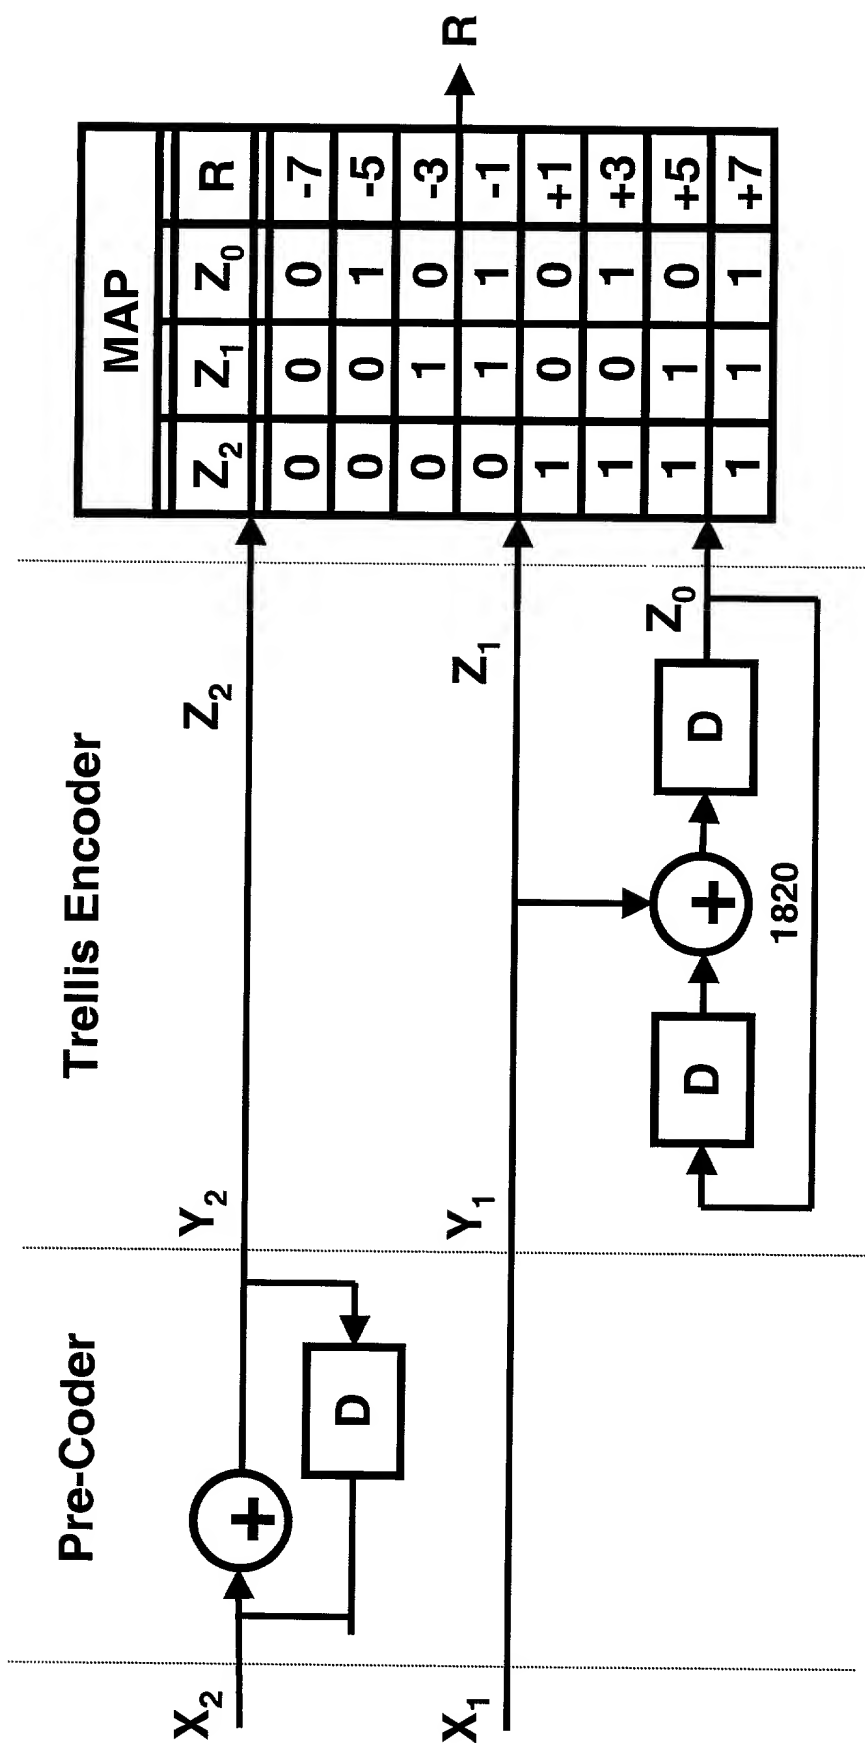 Pre-Coder
Trellis Encoder
X2
X1
+
D
Y2
Y1
D
+
D
1820
Z2
Z1
Z0
MAP
Z2 Z1 Z0 R
0 0 0 -7
0 0 1 -5
0 1 0 -3
0 1 1 -1
1 0 0 +1
1 0 1 +3
1 1 0 +5
1 1 1 +7
R